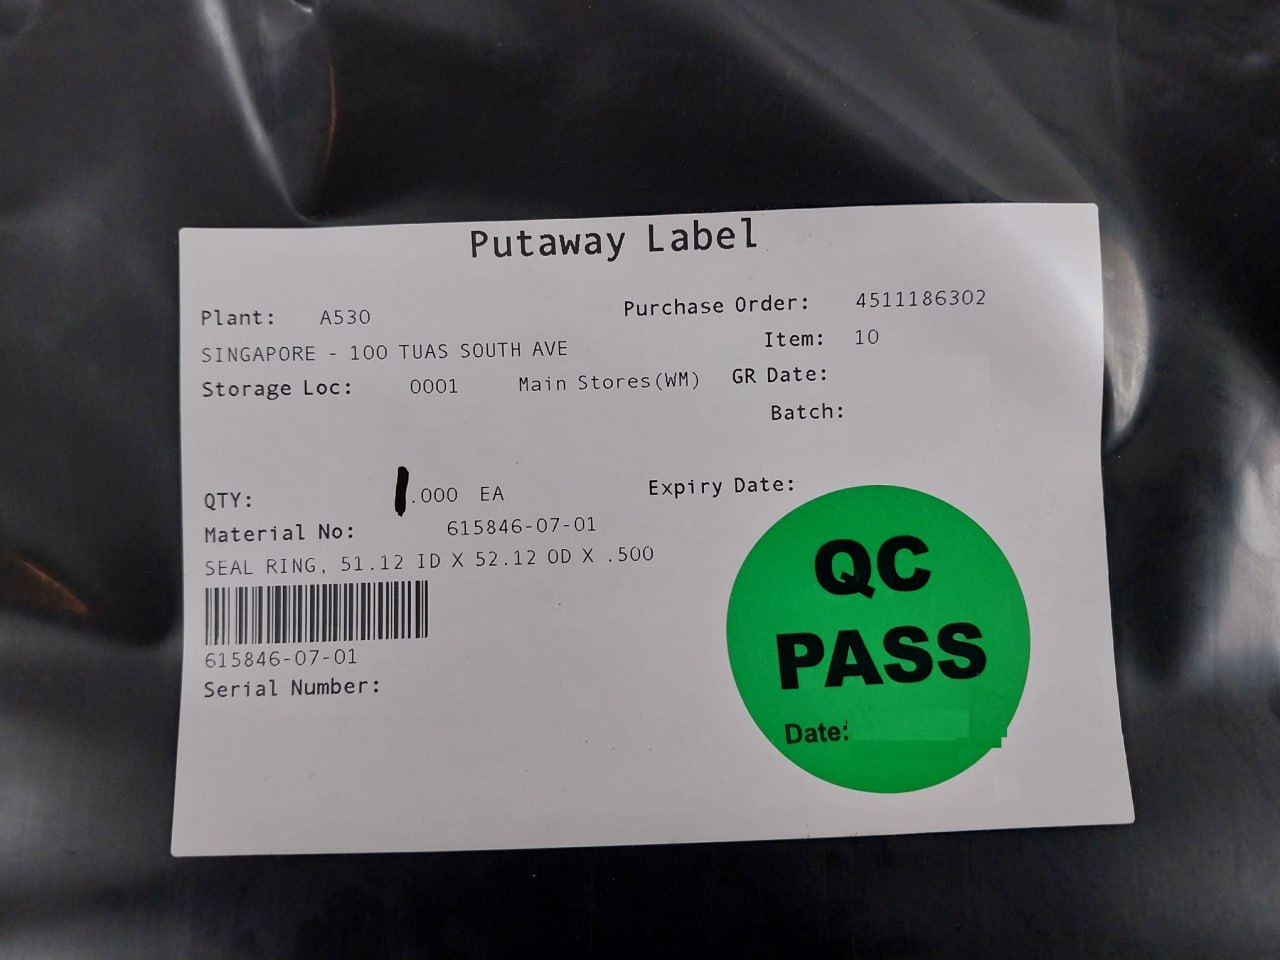 Putaway Label
Plant: A530 Purchase Order: 4511186302
SINGAPORE - 100 TUAS SOUTH AVE Item: 10
Storage Loc: 0001 Main Stores(WM) GR Date:
Batch:
QTY: .000 EA Expiry Date:
Material No: 615846-07-01
SEAL RING, 51.12 ID X 52.12 OD X .500
615846-07-01
Serial Number:
QC
PASS
Date: